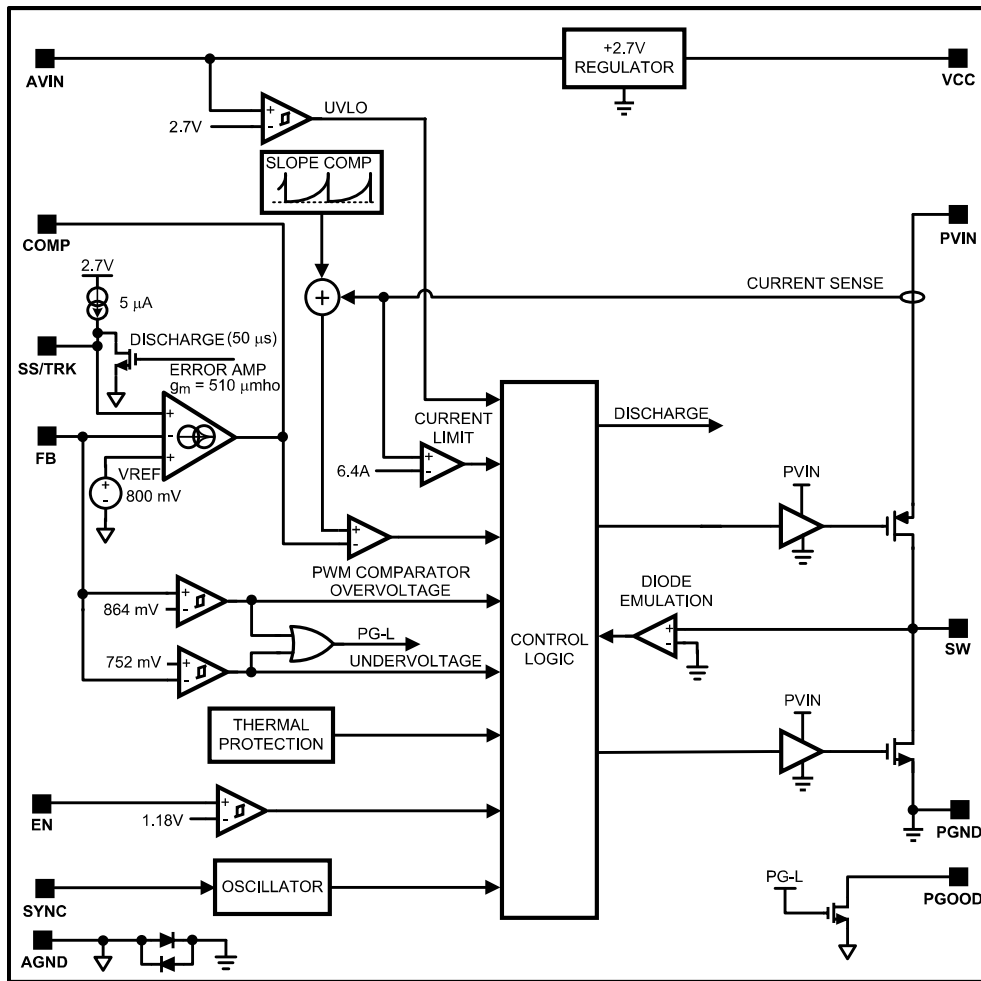 +2.7V
REGULATOR
AVIN
VCC
UVLO
+
-
2.7V
SLOPE COMP
COMP
PVIN
2.7V
CURRENT SENSE
+
5 μA
DISCHARGE (50 μs)
SS/TRK
ERROR AMP
gm = 510 μmho
+
-
+
FB
VREF
+
-
800 mV
CURRENT
LIMIT
+
-
6.4A
DISCHARGE
PVIN
+
-
PWM COMPARATOR
OVERVOLTAGE
+
-
864 mV
DIODE
EMULATION
+
-
PG-L
CONTROL
LOGIC
SW
752 mV
+
-
UNDERVOLTAGE
PVIN
THERMAL
PROTECTION
EN
+
-
1.18V
PGND
OSCILLATOR
SYNC
PG-L
PGOOD
AGND